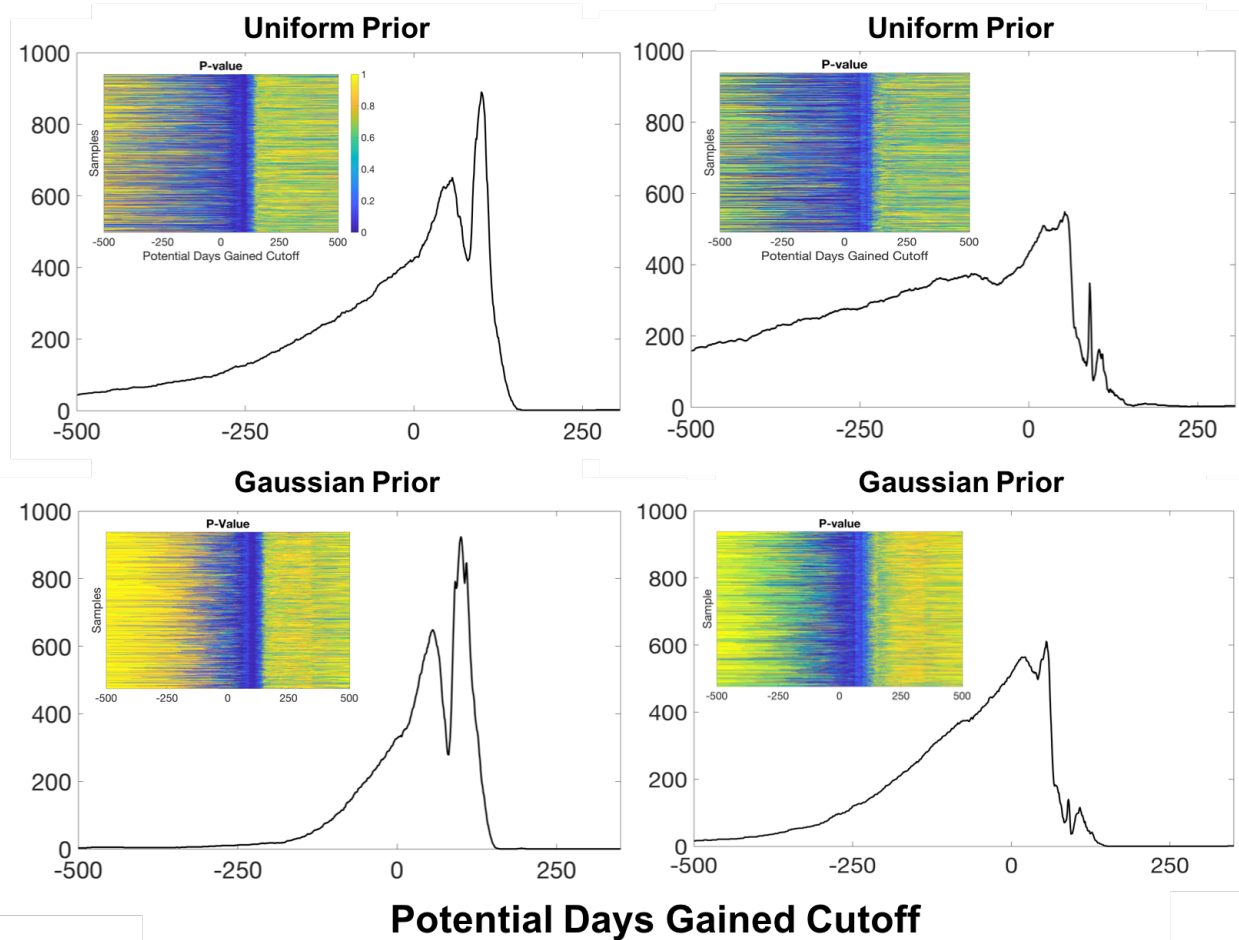 Uniform Prior
1000
800
600
400
200
0
-500 -250 0 250
P-value
Samples
-500 -250 0 250 500
Potential Days Gained Cutoff
1
0.8
0.6
0.4
0.2
0
Uniform Prior
1000
800
600
400
200
0
-500 -250 0 250
P-value
Samples
-500 -250 0 250 500
Potential Days Gained Cutoff
Gaussian Prior
1000
800
600
400
200
0
-500 -250 0 250
P-Value
Samples
-500 -250 0 250 500
Gaussian Prior
1000
800
600
400
200
0
-500 -250 0 250
P-value
Sample
-500 -250 0 250 500
Potential Days Gained Cutoff